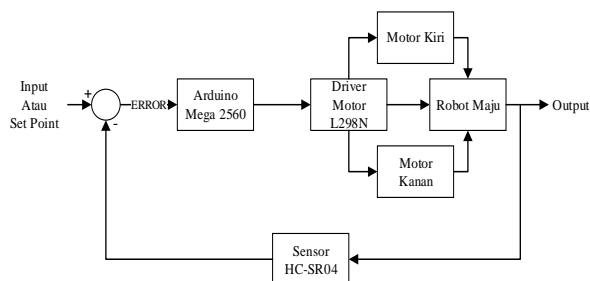 Motor Kiri
Input
Atau
Set Point
+
-
ERROR
Arduino
Mega 2560
Driver
Motor
L298N
Robot Maju
Output
Motor
Kanan
Sensor
HC-SR04